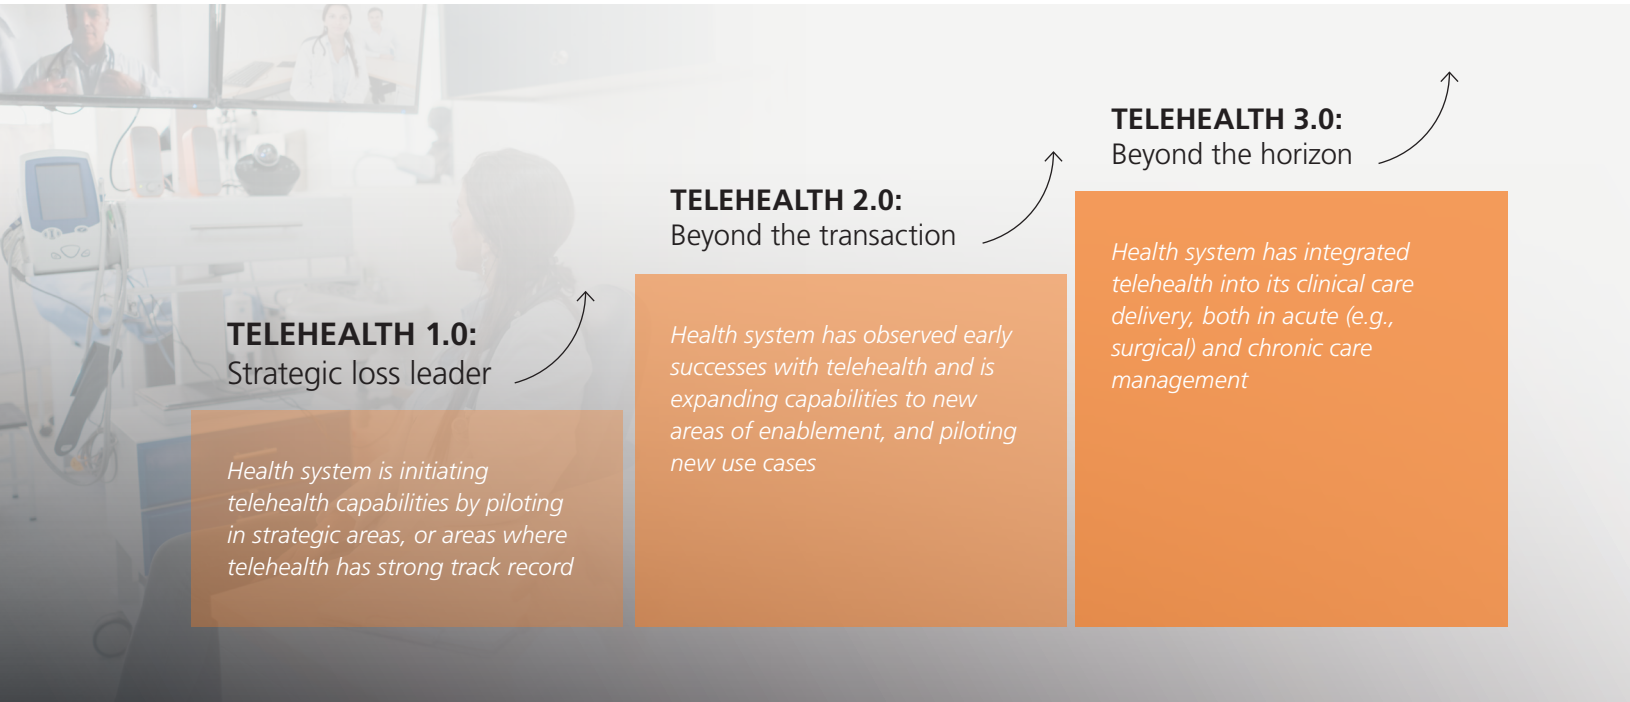 TELEHEALTH 1.0:
Strategic loss leader
Health system is initiating
telehealth capabilities by piloting
in strategic areas, or areas where
telehealth has strong track record
TELEHEALTH 2.0:
Beyond the transaction
Health system has observed early
successes with telehealth and is
expanding capabilities to new
areas of enablement, and piloting
new use cases
TELEHEALTH 3.0:
Beyond the horizon
Health system has integrated
telehealth into its clinical care
delivery, both in acute (e.g.,
surgical) and chronic care
management